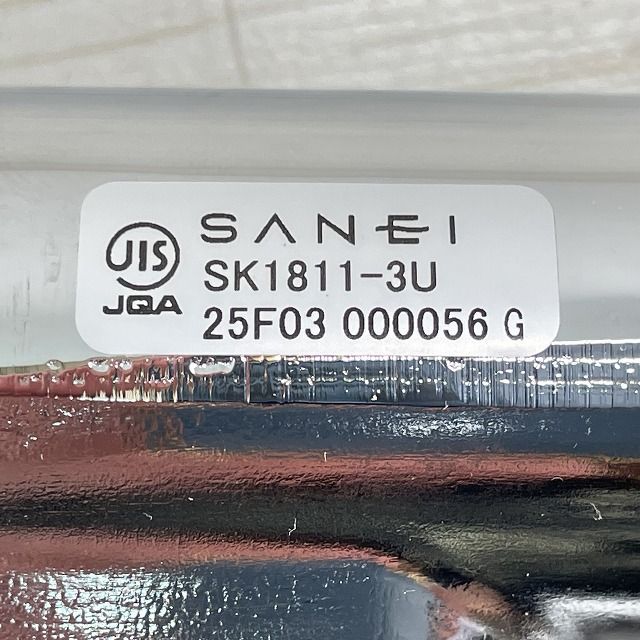 SANEI
JIS
SK1811-3U
JQA
25F03 000056 G